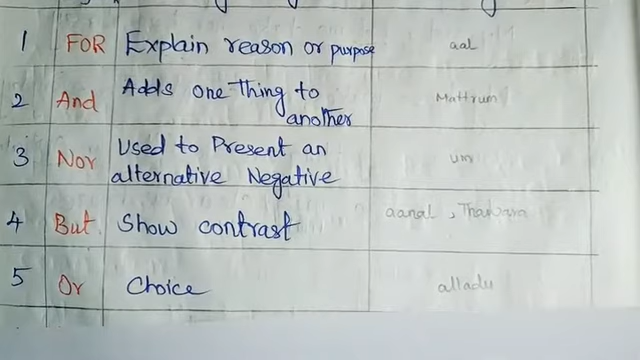 1 FOR Explain reason or purpose aal
2 And Adds one thing to another Mattrum
3 Nor Used to Present an alternative Negative um
4 But Show contrast aanal,
5 Or Choice alladu